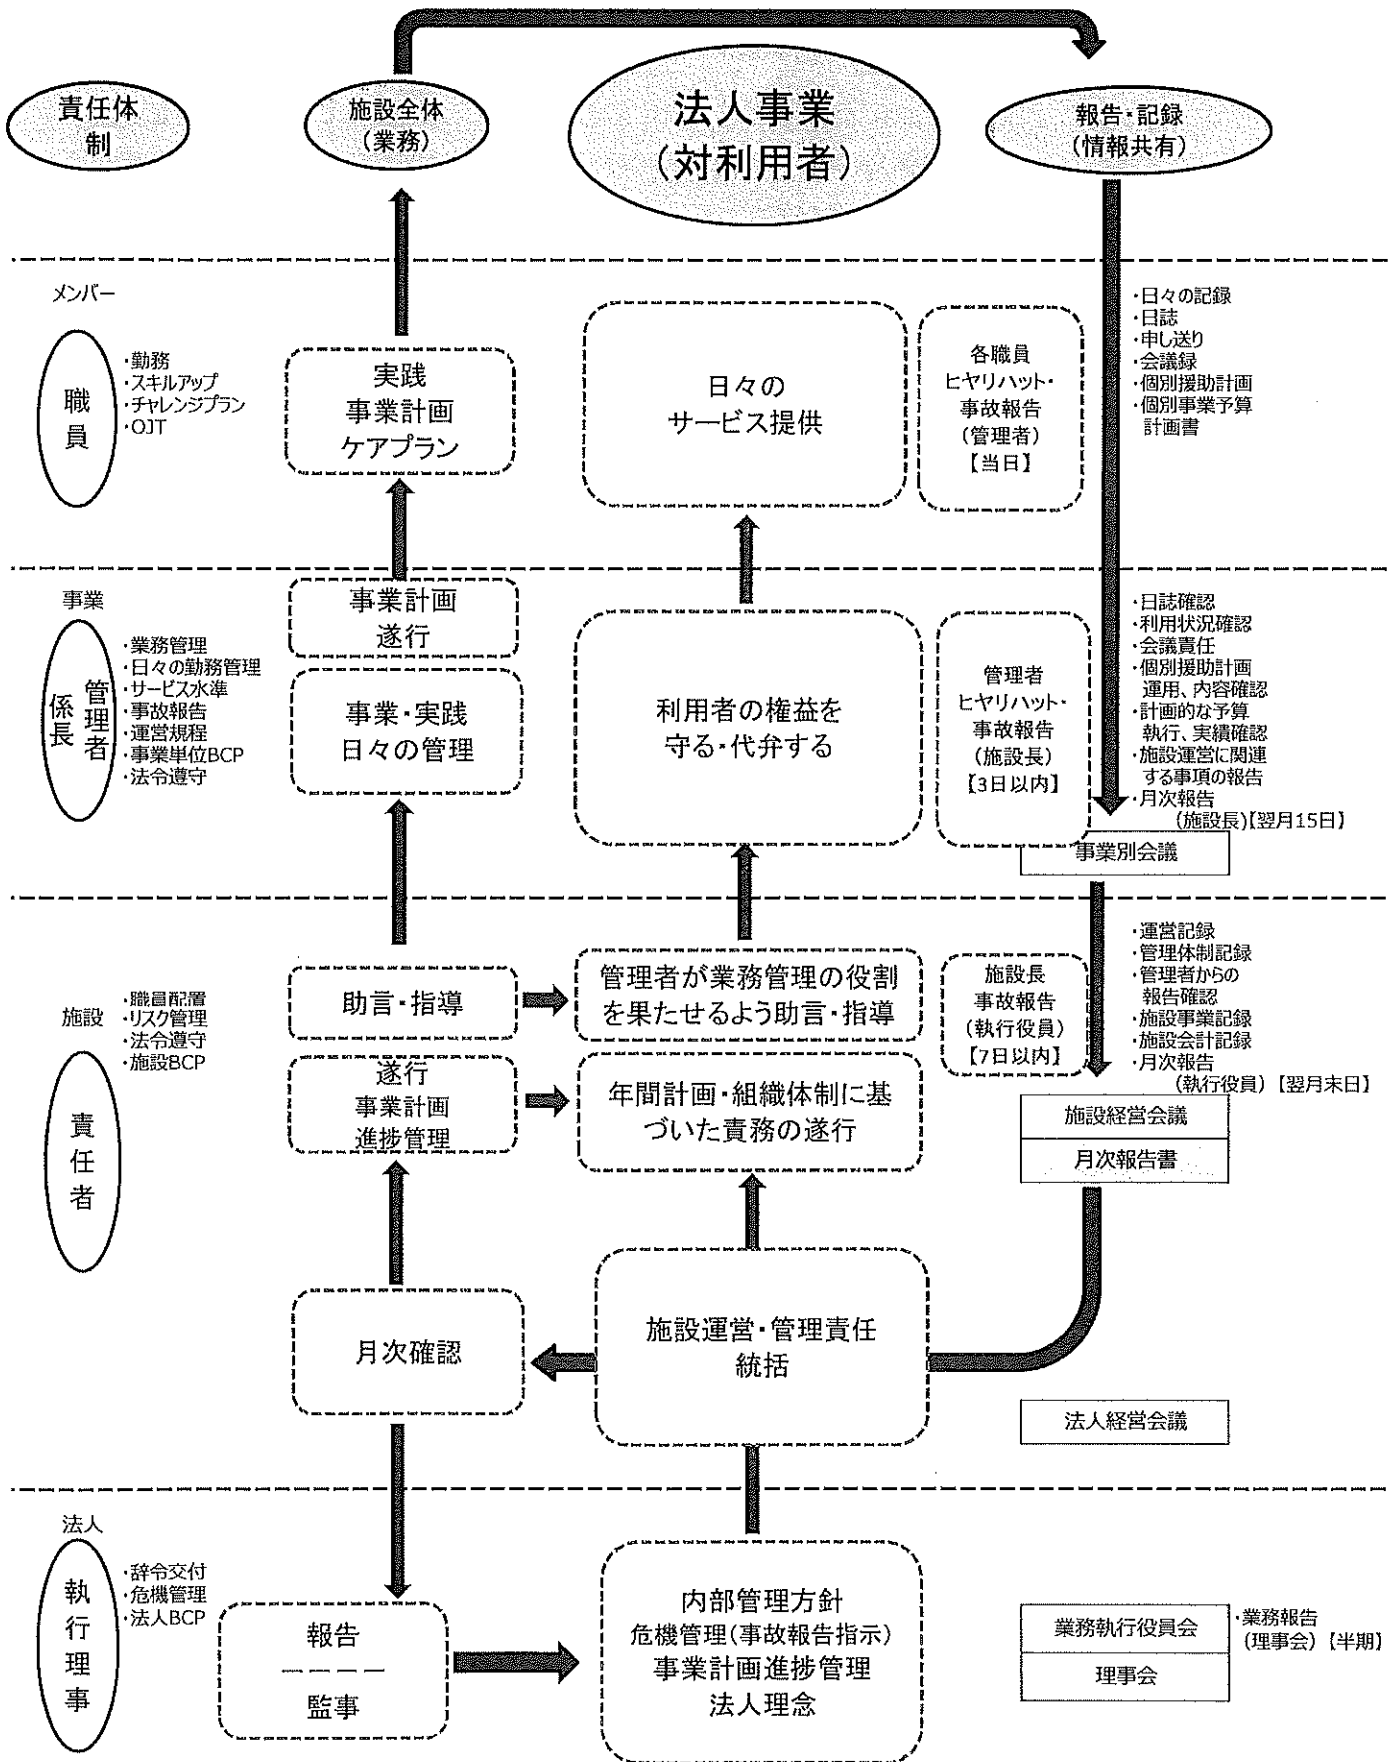 責任体
制
施設全体
(業務)
法人事業
(対利用者)
報告・記録
(情報共有)
メンバー
職員
・勤務
・スキルアップ
・チャレンジプラン
・OJT
実践
事業計画
ケアプラン
日々の
サービス提供
各職員
ヒヤリハット・
事故報告
(管理者)
【当日】
・日々の記録
・日誌
・申し送り
・会議録
・個別援助計画
・個別事業予算
計画書
事業
管理者
係長
・業務管理
・日々の勤務管理
・サービス水準
・事故報告
・運営規程
・事業単位BCP
・法令遵守
事業計画
遂行
事業・実践
日々の管理
利用者の権益を
守る・代弁する
管理者
ヒヤリハット・
事故報告
(施設長)
【3日以内】
・日誌確認
・利用状況確認
・会議責任
・個別援助計画
運用、内容確認
・計画的な予算
執行、実績確認
・施設運営に関連
する事項の報告
・月次報告
(施設長)【翌月15日】
事業別会議
施設
責任者
・職員配置
・リスク管理
・法令遵守
・施設BCP
助言・指導
管理者が業務管理の役割
を果たせるよう助言・指導
遂行
事業計画
進捗管理
年間計画・組織体制に基
づいた責務の遂行
施設長
事故報告
(執行役員)
【7日以内】
・運営記録
・管理体制記録
・管理者からの
報告確認
・施設事業記録
・施設会計記録
・月次報告
(執行役員)【翌月末日】
施設経営会議
月次報告書
月次確認
施設運営・管理責任
統括
法人経営会議
法人
執行理事
・辞令交付
・危機管理
・法人BCP
報告
監事
内部管理方針
危機管理(事故報告指示)
事業計画進捗管理
法人理念
業務執行役員会
理事会
・業務報告
(理事会)【半期】